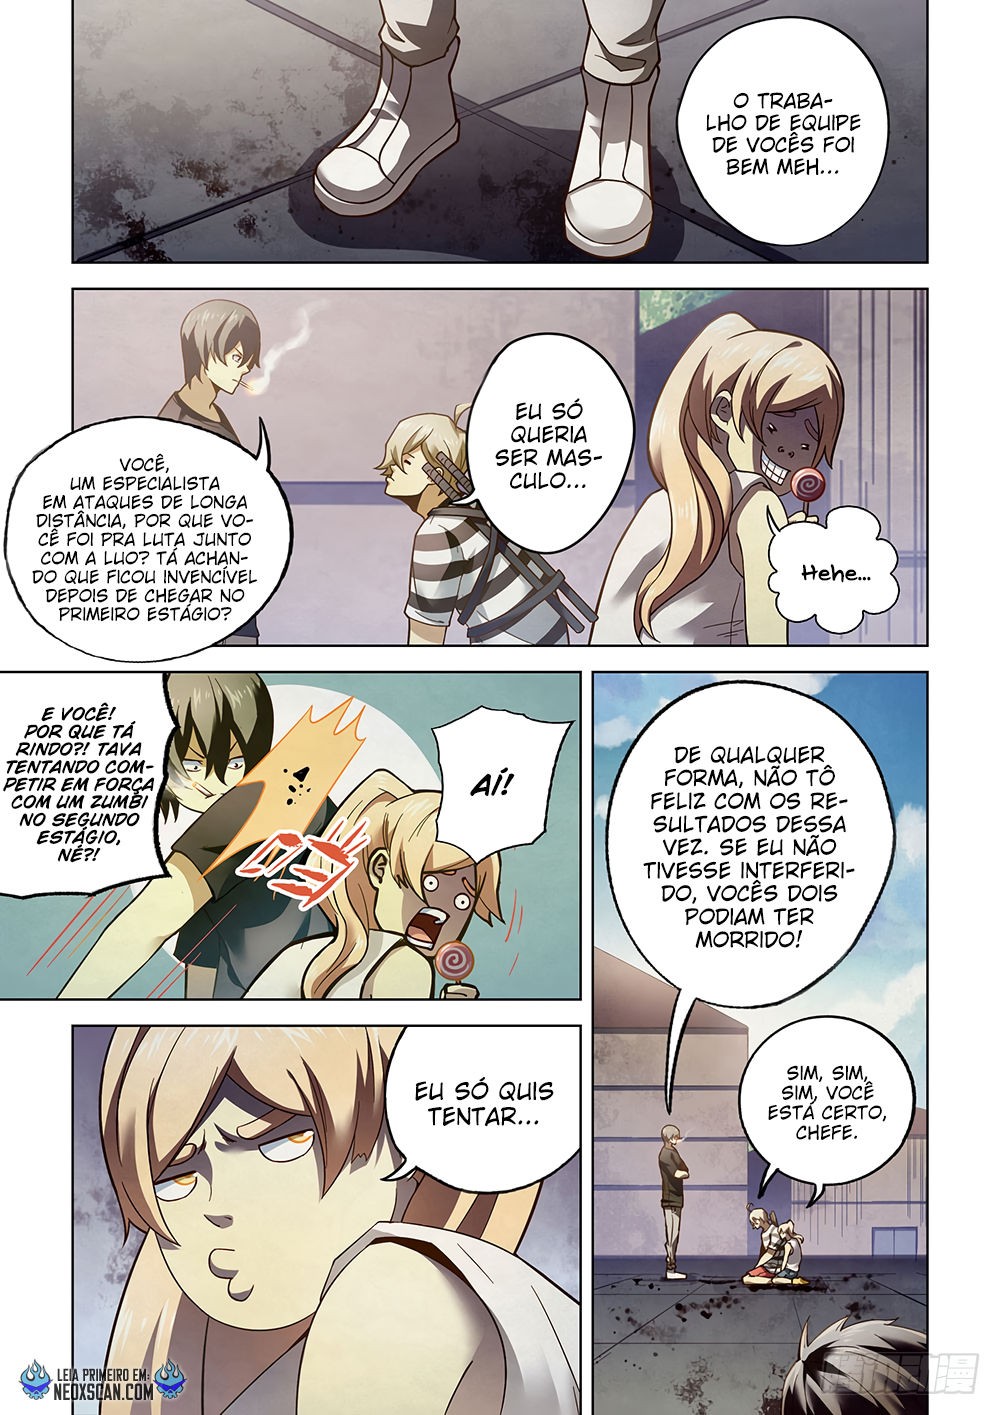 O TRABA-
LHO DE EQUIPE
DE VOCÊS FOI
BEM MEH...
VOCÊ,
UM ESPECIALISTA
EM ATAQUES DE LONGA
DISTÂNCIA, POR QUE VO-
CÊ FOI PRA LUTA JUNTO
COM A LUO? TÁ ACHAN-
DO QUE FICOU INVENCÍVEL
DEPOIS DE CHEGAR NO
PRIMEIRO ESTÁGIO?
EU SÓ
QUERIA
SER MAS-
CULO...
Hehe...
E VOCÊ!
POR QUE TÁ
RINDO?! TAVA
TENTANDO COM-
PETIR EM FORÇA
COM UM ZUMBI
NO SEGUNDO
ESTÁGIO,
NÉ?!
AÍ!
EU SÓ QUIS
TENTAR...
DE QUALQUER
FORMA, NÃO TÔ
FELIZ COM OS RE-
SULTADOS DESSA
VEZ. SE EU NÃO
TIVESSE INTERFERI-
DO, VOCÊS DOIS
PODIAM TER
MORRIDO!
SIM, SIM,
SIM, VOCÊ
ESTÁ CERTO,
CHEFE.
LEIA PRIMEIRO EM:
NEOXSCAN.COM